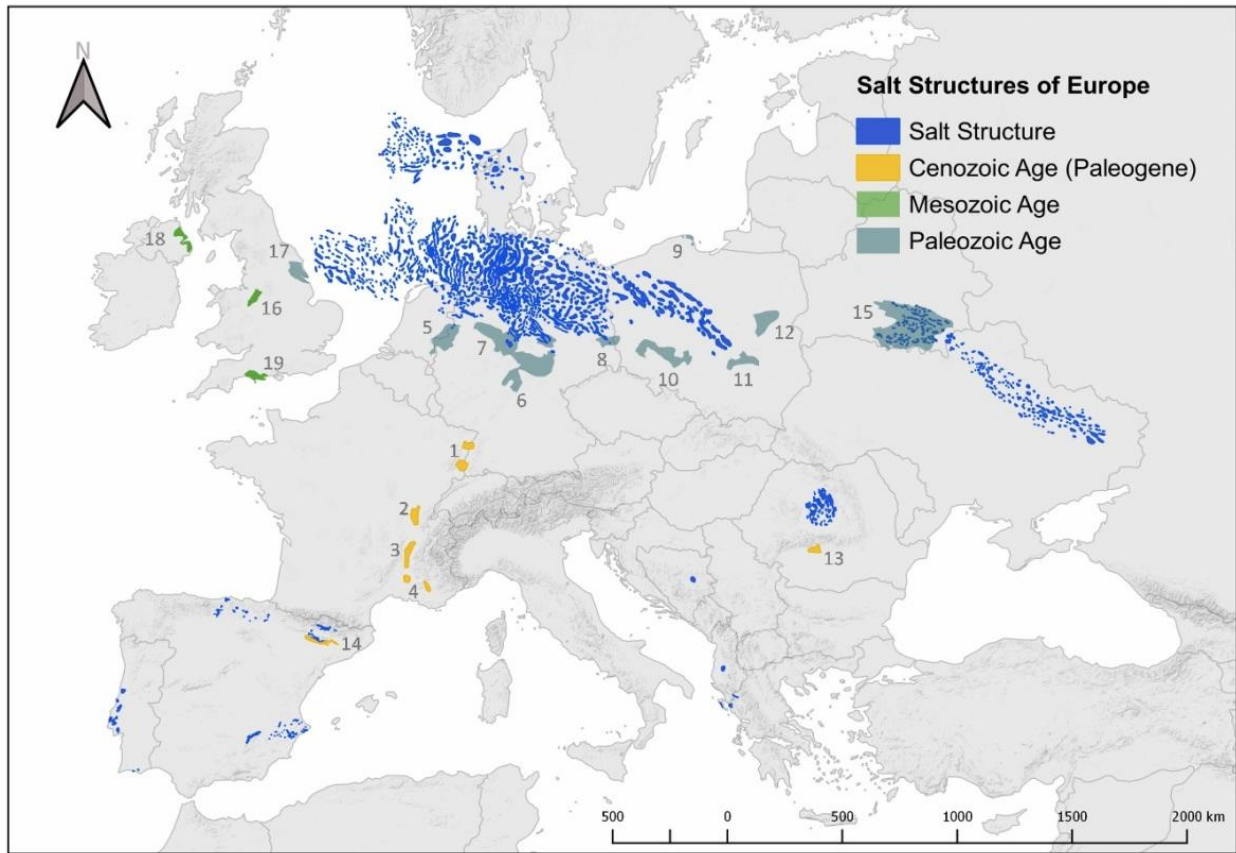 N
Salt Structures of Europe
Salt Structure
Cenozoic Age (Paleogene)
Mesozoic Age
Paleozoic Age
18
17
9
16
15
12
5
7
8
10
11
19
6
1
2
3
13
4
14
500 0 500 1000 1500 2000 km